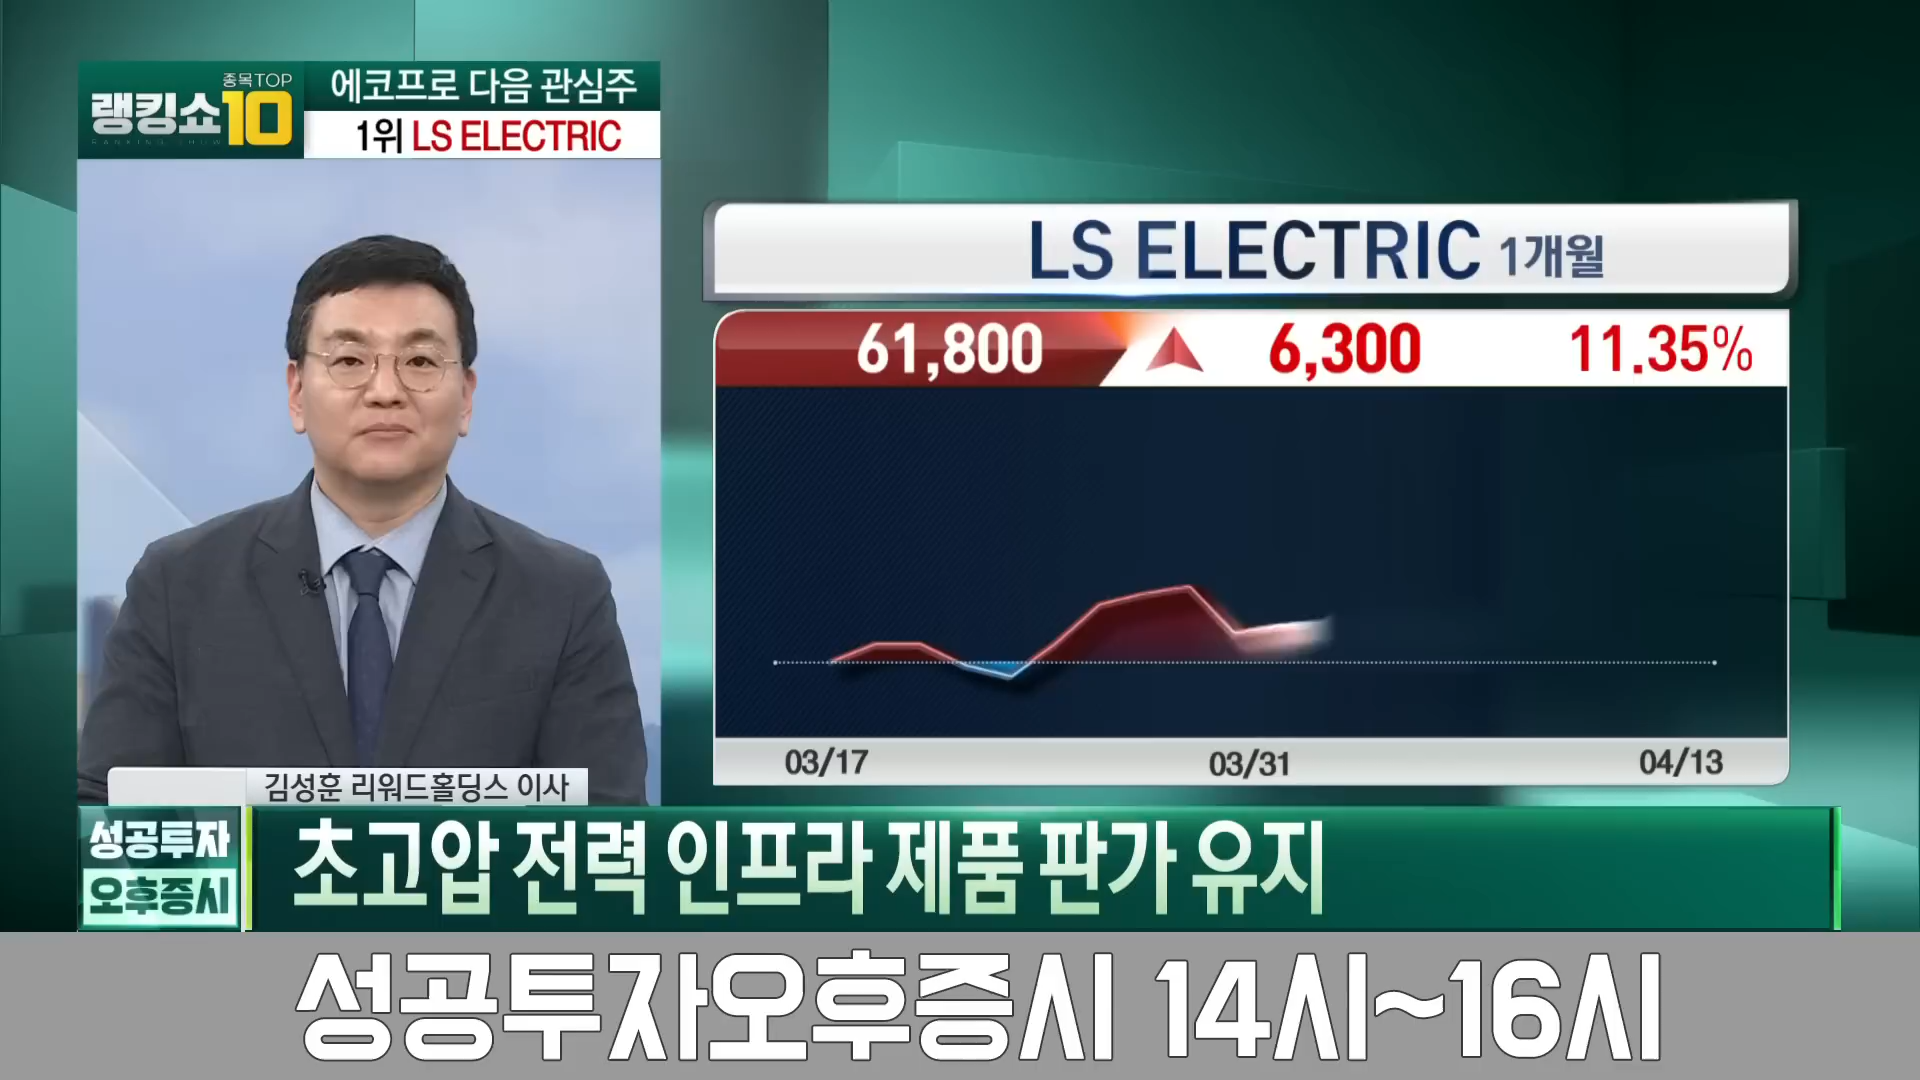 종목TOP
랭킹쇼10
RANKING SHOW
에코프로 다음 관심주
1위 LS ELECTRIC
LS ELECTRIC 1개월
61,800 6,300 11.35%
03/17 03/31 04/13
김성훈 리워드홀딩스 이사
성공투자
오후증시
초고압 전력 인프라 제품 판가 유지
성공투자오후증시 14시~16시